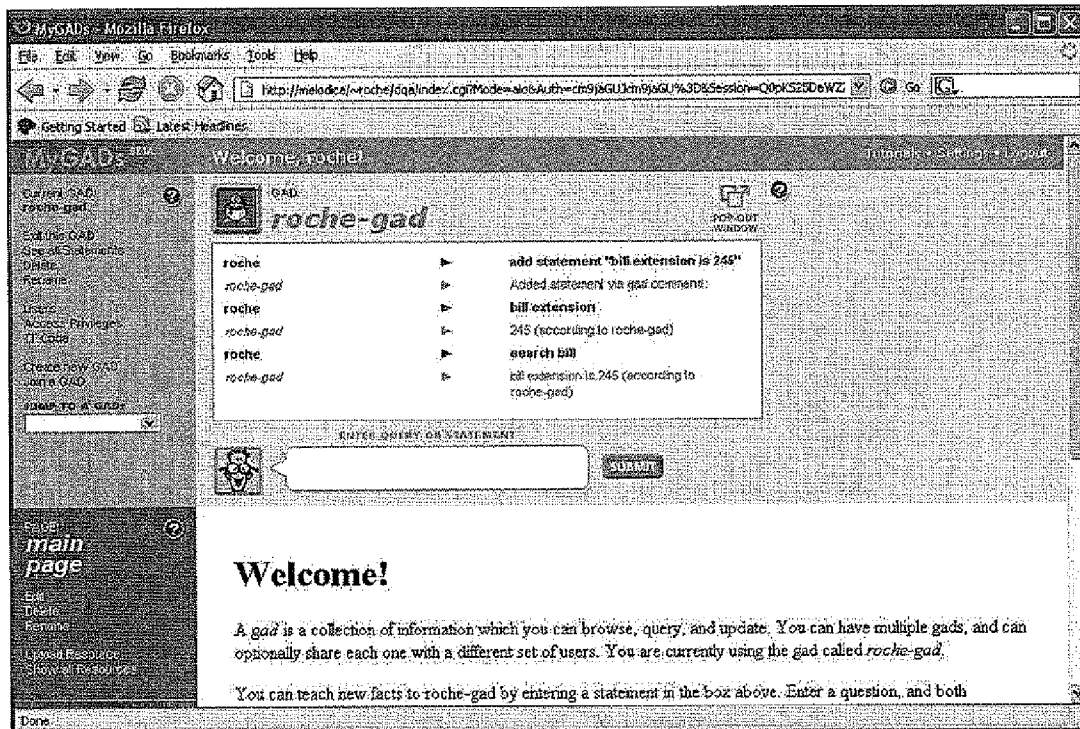 MyGADs - Mozilla Firefox
File Edit View Go Bookmarks Tools Help
Go
Getting Started Latest Headlines
MyGADs Welcome, roche! Tutorials Settings Logout
Current GAD:
roche-gad
GAD
roche-gad
POP-OUT
WINDOW
Edit this GAD
See all Statements
Delete
Rename
Users
Access Privileges
Create new GAD
Join a GAD
JUMP TO A GAD:
roche ► add statement "bill extension is 245"
roche-gad ► Added statement via gad command:
roche ► bill extension
roche-gad ► 245 (according to roche-gad)
roche ► search bill
roche-gad ► bill extension is 245 (according to
roche-gad)
ENTER QUERY OR STATEMENT
SUBMIT
main
page
Edit
Delete
Rename
Upload Resource
Browse Resources
Welcome!
A gad is a collection of information which you can browse, query, and update. You can have multiple gads, and can
optionally share each one with a different set of users. You are currently using the gad called roche-gad.
You can teach new facts to roche-gad by entering a statement in the box above. Enter a question, and both
Done